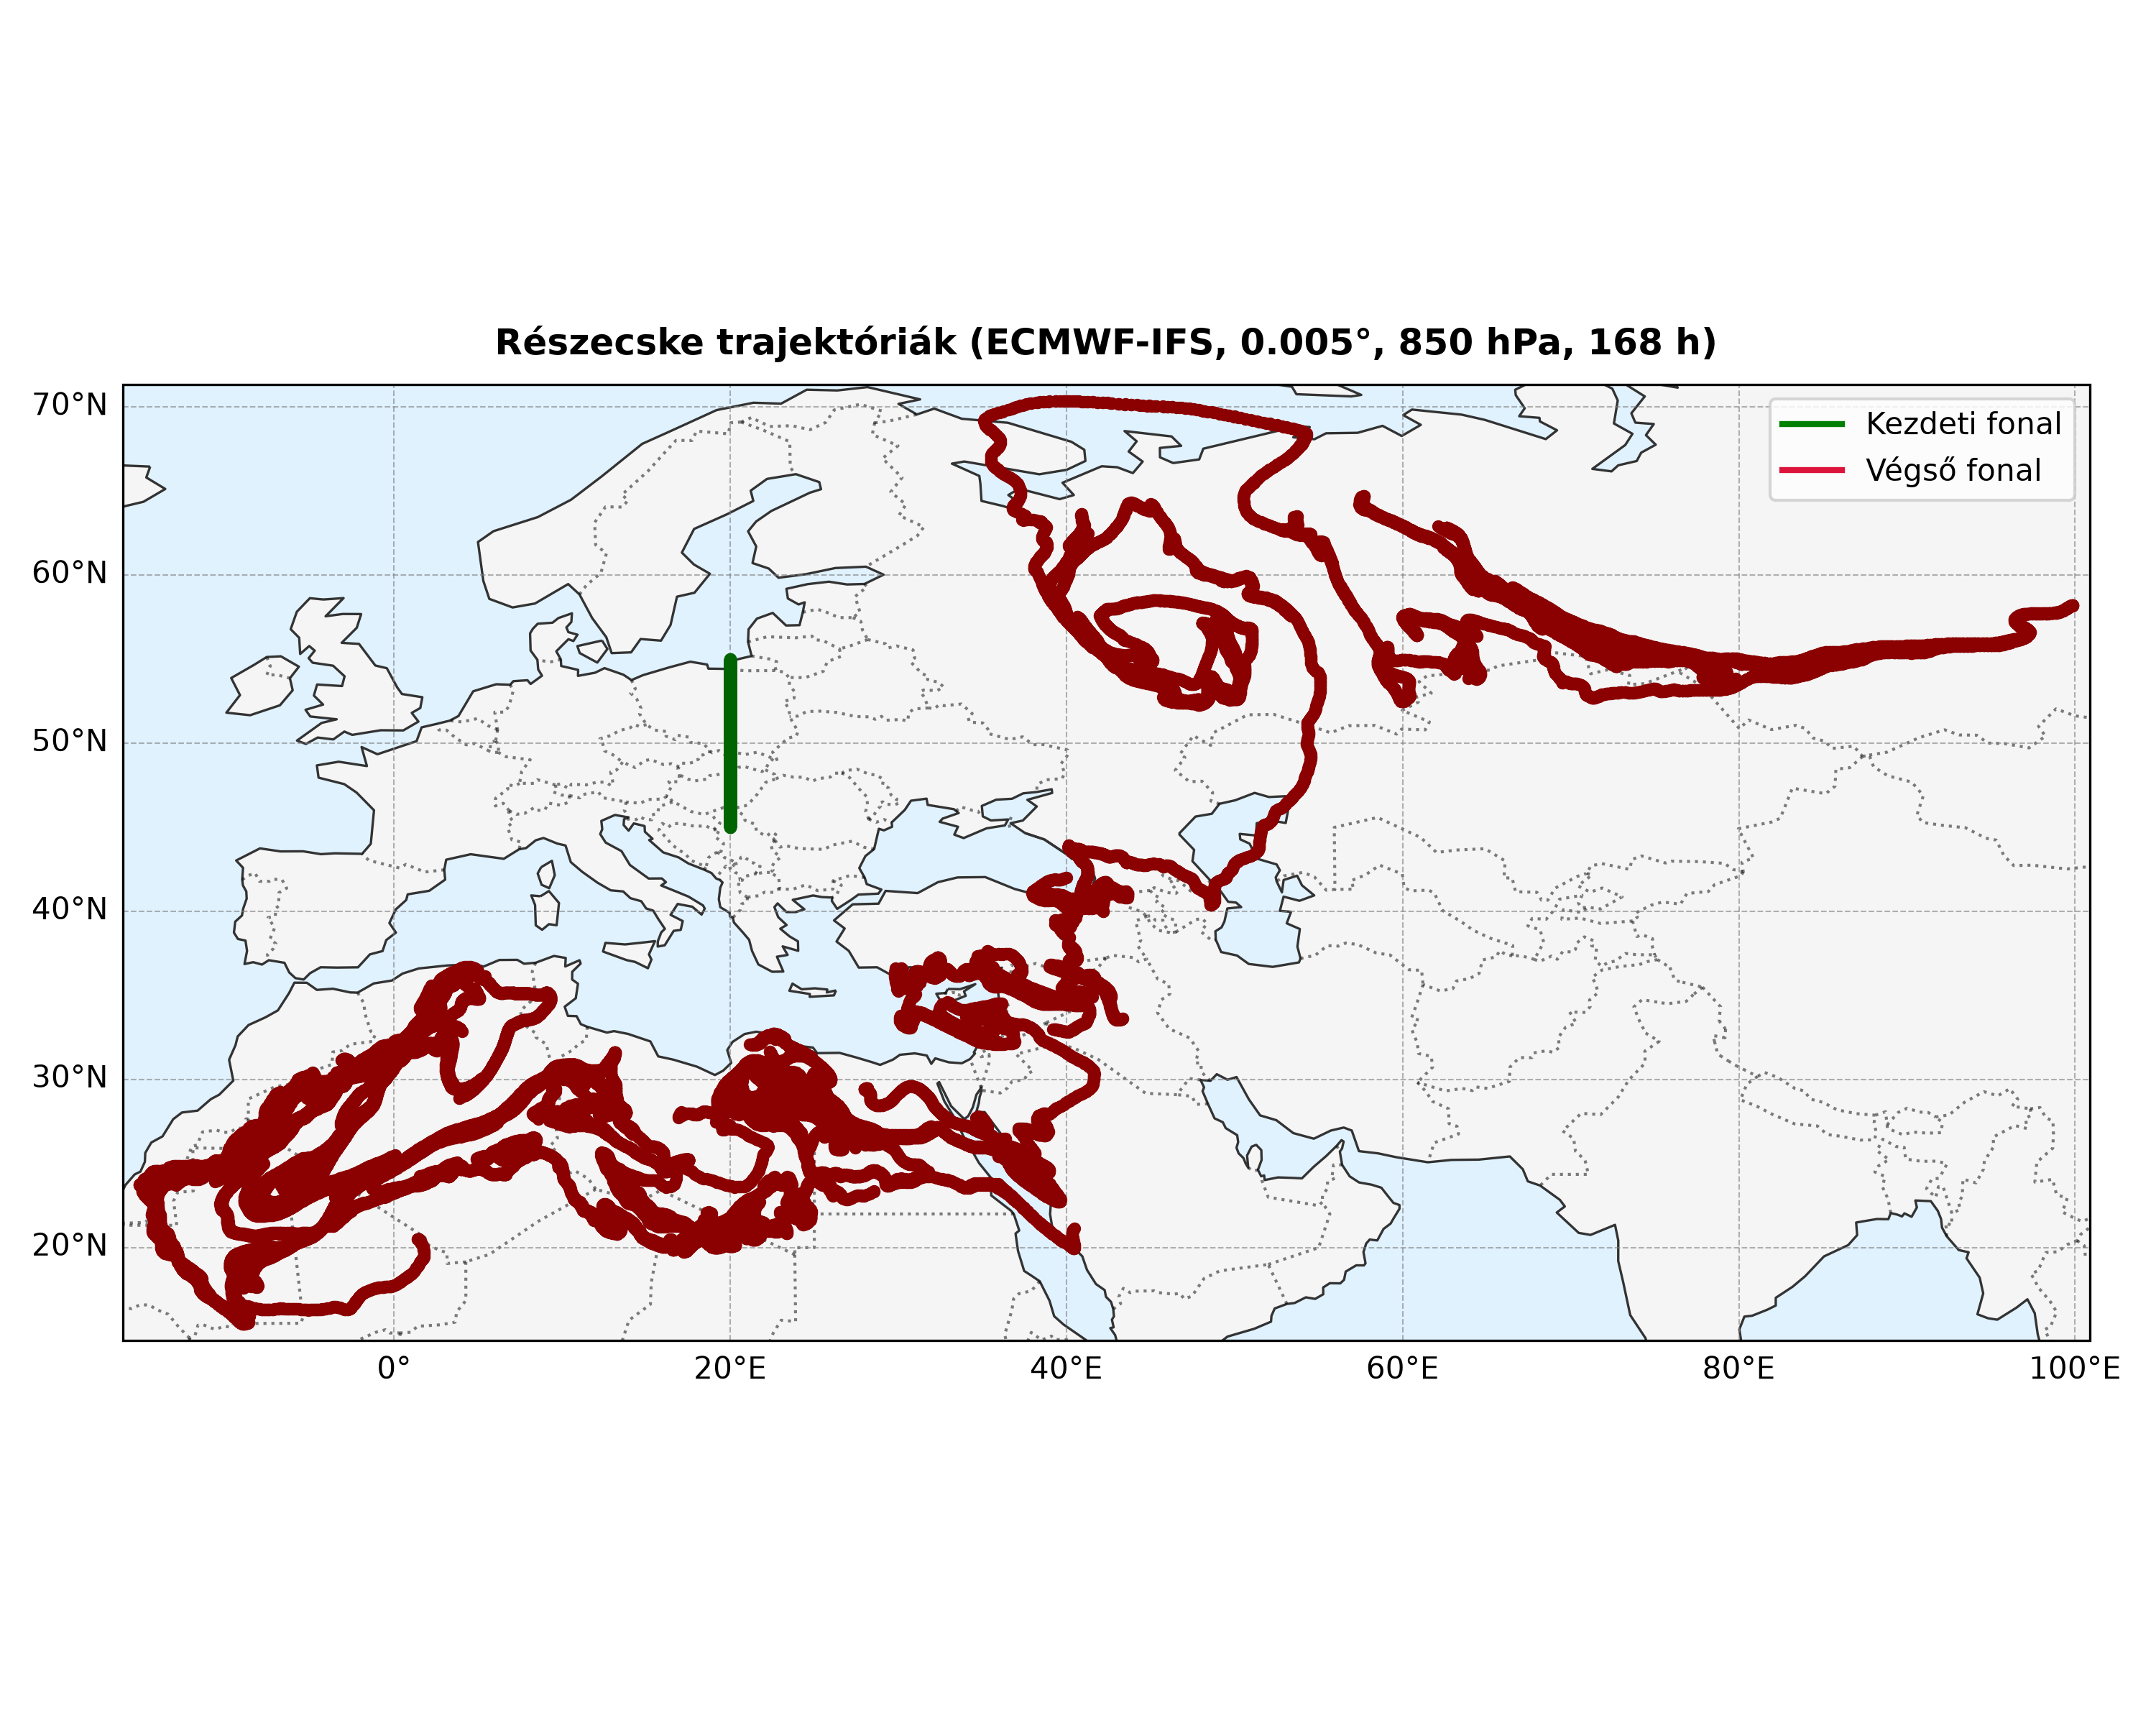 Részecske trajektóriák (ECMWF-IFS, 0.005°, 850 hPa, 168 h)
Kezdeti fonal
Végső fonal
70°N
60°N
50°N
40°N
30°N
20°N
0° 20°E 40°E 60°E 80°E 100°E